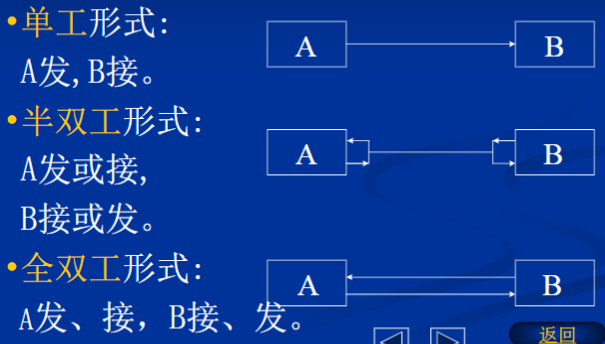 •单工形式:
A
B
A发,B接。
•半双工形式:
A发或接,
A
B
B接或发。
•全双工形式:
A
B
A发、接，B接、发。
返回